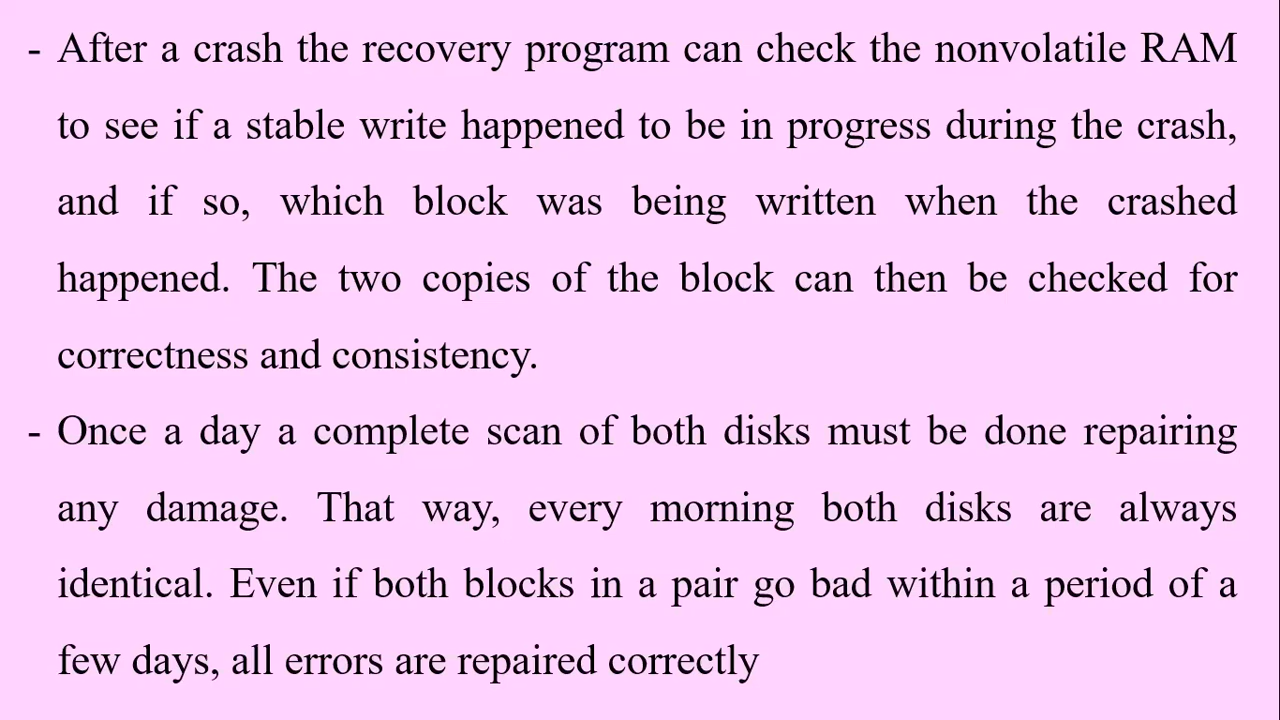 - After a crash the recovery program can check the nonvolatile RAM
to see if a stable write happened to be in progress during the crash,
and if so, which block was being written when the crashed
happened. The two copies of the block can then be checked for
correctness and consistency.
- Once a day a complete scan of both disks must be done repairing
any damage. That way, every morning both disks are always
identical. Even if both blocks in a pair go bad within a period of a
few days, all errors are repaired correctly